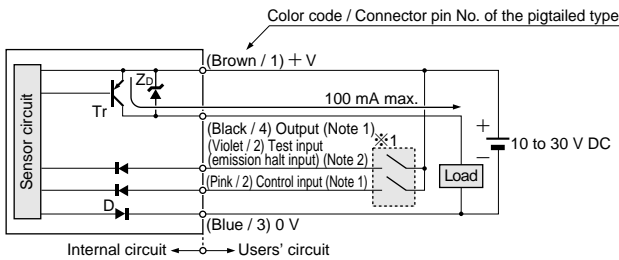 Color code / Connector pin No. of the pigtailed type
(Brown / 1) + V
ZD
Tr
100 mA max.
Sensor circuit
(Black / 4) Output (Note 1)
※1
(Violet / 2) Test input
(emission halt input) (Note 2)
+
10 to 30 V DC
−
Load
(Pink / 2) Control input (Note 1)
D
(Blue / 3) 0 V
Internal circuit
Users' circuit